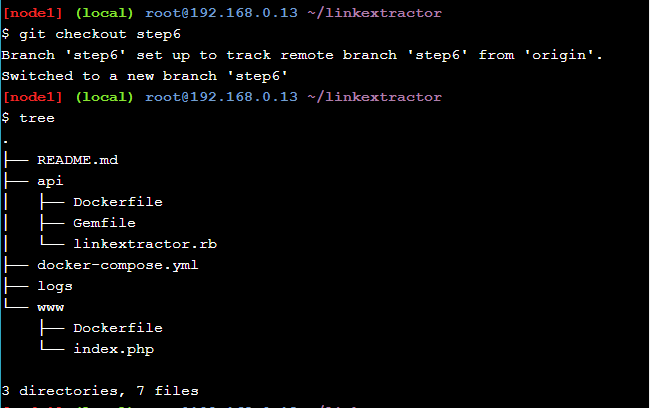 [node1] (local) root@192.168.0.13 ~/linkextractor
$ git checkout step6
Branch 'step6' set up to track remote branch 'step6' from 'origin'.
Switched to a new branch 'step6'
[node1] (local) root@192.168.0.13 ~/linkextractor
$ tree
.
├── README.md
├── api
│   ├── Dockerfile
│   ├── Gemfile
│   └── linkextractor.rb
├── docker-compose.yml
├── logs
└── www
    ├── Dockerfile
    └── index.php

3 directories, 7 files